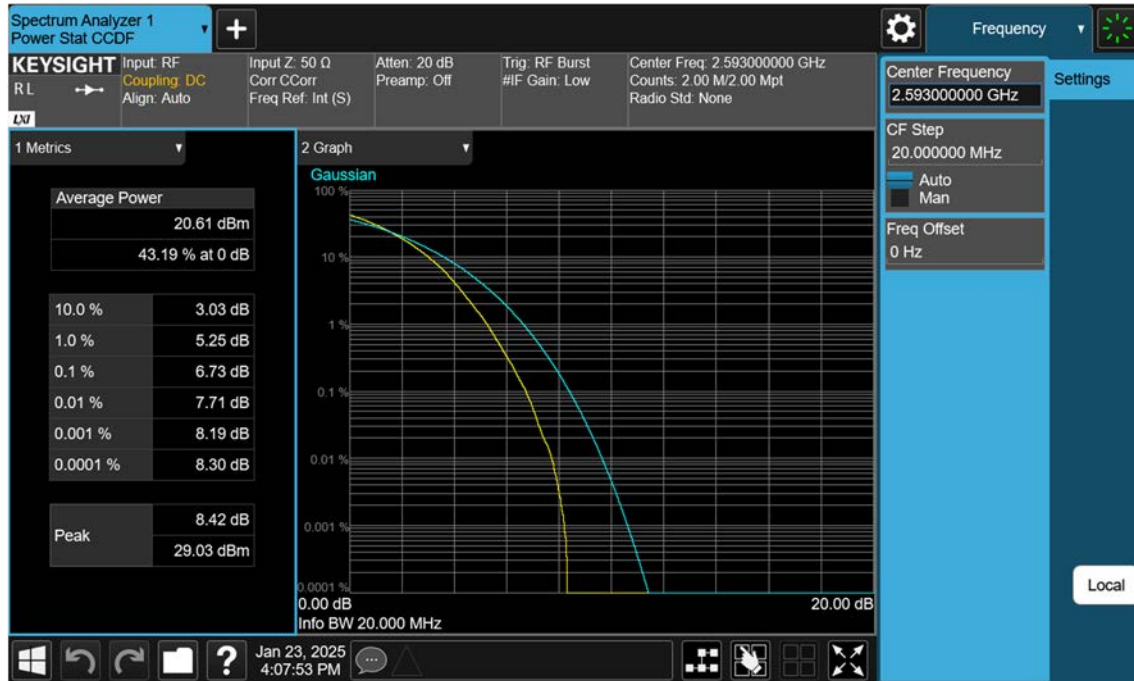 Spectrum Analyzer 1
Power Stat CCDF
Frequency
KEYSIGHT
R L
LXI
Input: RF
Coupling: DC
Align: Auto
Input Z: 50 Ω
Corr CCorr
Freq Ref: Int (S)
Atten: 20 dB
Preamp: Off
Trig: RF Burst
#IF Gain: Low
Center Freq: 2.593000000 GHz
Counts: 2.00 M/2.00 Mpt
Radio Std: None
Center Frequency
2.593000000 GHz
Settings
CF Step
20.000000 MHz
Auto
Man
Freq Offset
0 Hz
Local
1 Metrics
Average Power
20.61 dBm
43.19 % at 0 dB
10.0 % 3.03 dB
1.0 % 5.25 dB
0.1 % 6.73 dB
0.01 % 7.71 dB
0.001 % 8.19 dB
0.0001 % 8.30 dB
Peak
8.42 dB
29.03 dBm
2 Graph
Gaussian
100 %
10 %
1 %
0.1 %
0.01 %
0.001 %
0.0001 %
0.00 dB 20.00 dB
Info BW 20.000 MHz
?
Jan 23, 2025
4:07:53 PM